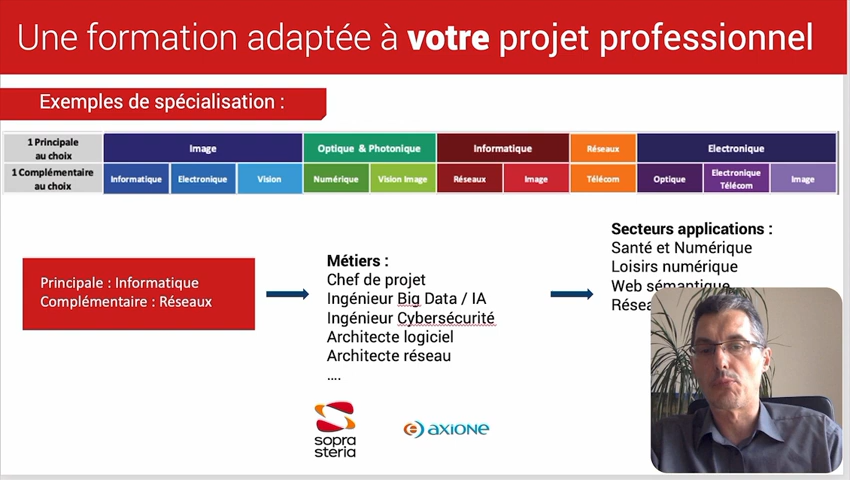 Une formation adaptée à votre projet professionnel
Exemples de spécialisation :
1 Principale au choix
Image
Optique & Photonique
Informatique
Réseaux
Electronique
1 Complémentaire au choix
Informatique
Electronique
Vision
Numérique
Vision Image
Réseaux
Image
Télécom
Optique
Electronique Télécom
Image
Principale : Informatique
Complémentaire : Réseaux
Métiers :
Chef de projet
Ingénieur Big Data / IA
Ingénieur Cybersécurité
Architecte logiciel
Architecte réseau
....
Secteurs applications :
Santé et Numérique
Loisirs numérique
Web sémantique
sopra
steria
axione